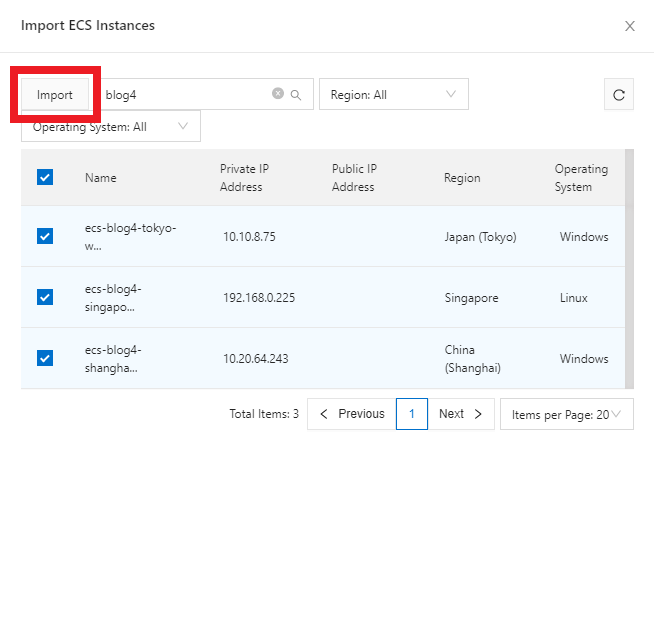 Import ECS Instances
Import
blog4
Region: All
Operating System: All
Name
Private IP
Address
Public IP
Address
Region
Operating
System
ecs-blog4-tokyo-
w...
10.10.8.75
Japan (Tokyo)
Windows
ecs-blog4-
singapo...
192.168.0.225
Singapore
Linux
ecs-blog4-
shangha...
10.20.64.243
China
(Shanghai)
Windows
Total Items: 3
Previous
1
Next
Items per Page: 20